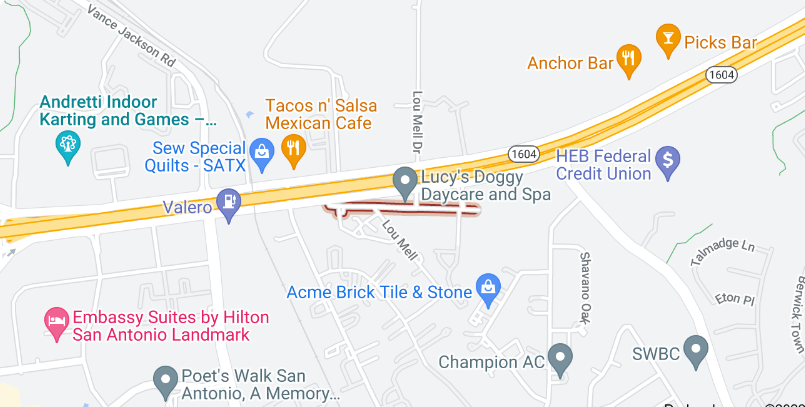 Vance Jackson Rd
Picks Bar
Anchor Bar
1604
Andretti Indoor
Karting and Games –...
Tacos n' Salsa
Mexican Cafe
Lou Mell Dr
Sew Special
Quilts - SATX
1604
HEB Federal
Credit Union
Lucy's Doggy
Daycare and Spa
Valero
Lou Mell
Talmadge Ln
Shavano Oak
Acme Brick Tile & Stone
Eton Pl
Berwick Town
Embassy Suites by Hilton
San Antonio Landmark
Champion AC
SWBC
Poet's Walk San
Antonio, A Memory...